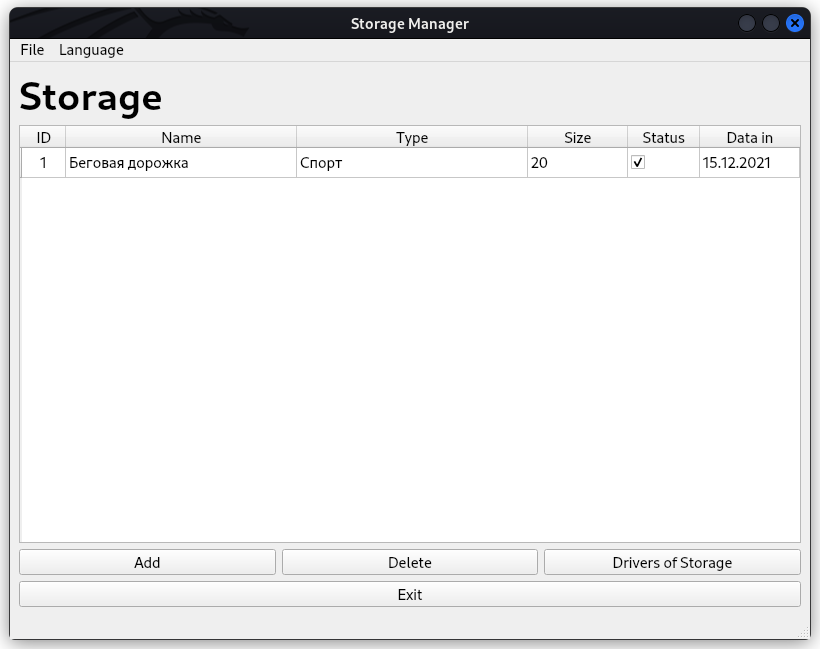 Storage Manager
File Language
Storage
ID Name Type Size Status Data in
1 Беговая дорожка Спорт 20 15.12.2021
Add Delete Drivers of Storage
Exit